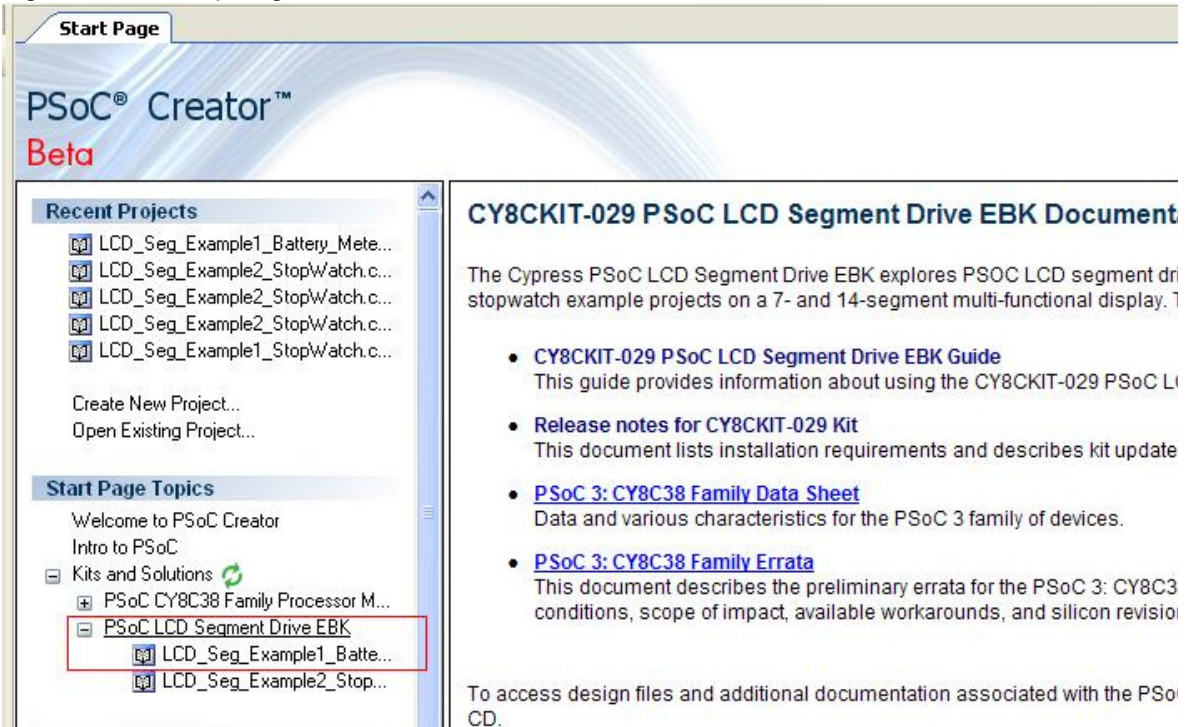 Start Page
PSoC® Creator™
Beta
Recent Projects
LCD_Seg_Example1_Battery_Mete...
LCD_Seg_Example2_StopWatch.c...
LCD_Seg_Example2_StopWatch.c...
LCD_Seg_Example2_StopWatch.c...
LCD_Seg_Example1_StopWatch.c...
Create New Project...
Open Existing Project...
Start Page Topics
Welcome to PSoC Creator
Intro to PSoC
Kits and Solutions
PSoC CY8C38 Family Processor M...
PSoC LCD Segment Drive EBK
LCD_Seg_Example1_Batte...
LCD_Seg_Example2_Stop...
CY8CKIT-029 PSoC LCD Segment Drive EBK Documenta
The Cypress PSoC LCD Segment Drive EBK explores PSOC LCD segment dri
stopwatch example projects on a 7- and 14-segment multi-functional display. T
• CY8CKIT-029 PSoC LCD Segment Drive EBK Guide
This guide provides information about using the CY8CKIT-029 PSoC LC
• Release notes for CY8CKIT-029 Kit
This document lists installation requirements and describes kit update
• PSoC 3: CY8C38 Family Data Sheet
Data and various characteristics for the PSoC 3 family of devices.
• PSoC 3: CY8C38 Family Errata
This document describes the preliminary errata for the PSoC 3: CY8C3
conditions, scope of impact, available workarounds, and silicon revision
To access design files and additional documentation associated with the PSo
CD.